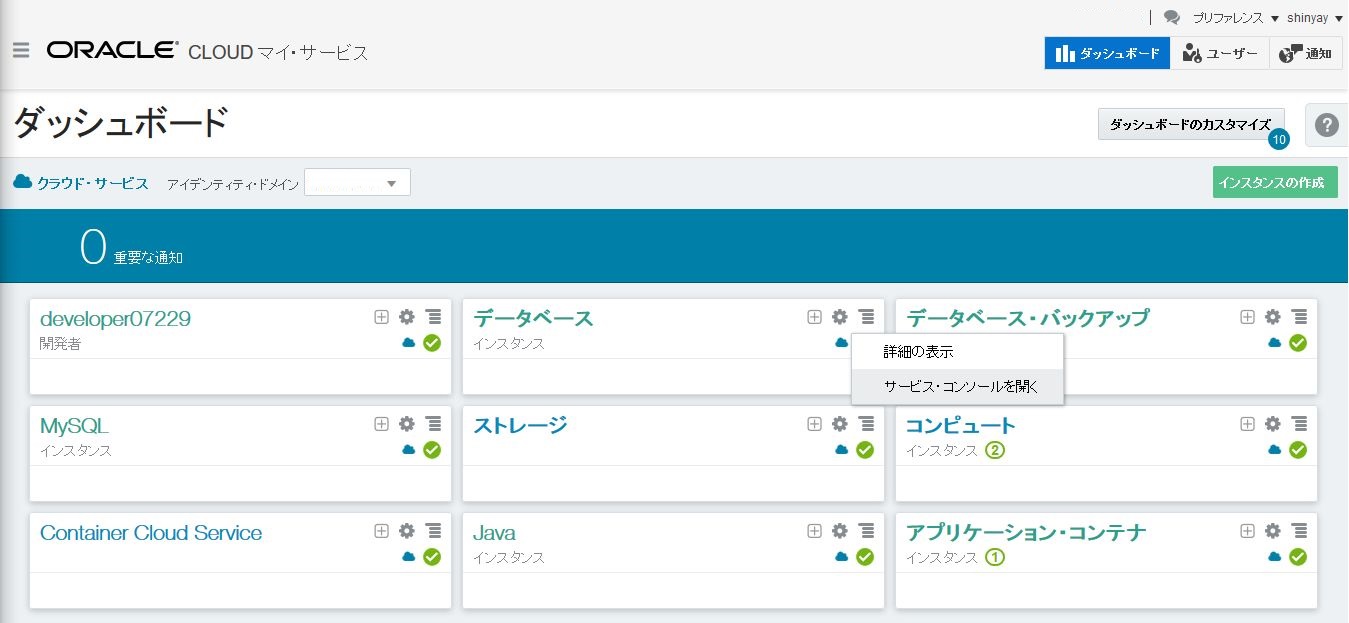 プリファレンス ▼ shinyay ▼
ORACLE® CLOUD マイ・サービス
ダッシュボード ユーザー 通知
ダッシュボード
ダッシュボードのカスタマイズ 10 ?
クラウド・サービス アイデンティティ・ドメイン
インスタンスの作成
0 重要な通知
developer07229
開発者
データベース
インスタンス
データベース・バックアップ
詳細の表示
サービス・コンソールを開く
MySQL
インスタンス
ストレージ
コンピュート
インスタンス 2
Container Cloud Service
Java
インスタンス
アプリケーション・コンテナ
インスタンス 1